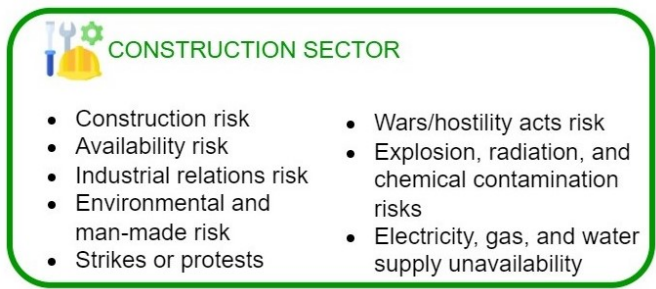 CONSTRUCTION SECTOR
• Construction risk
• Availability risk
• Industrial relations risk
• Environmental and
man-made risk
• Strikes or protests
• Wars/hostility acts risk
• Explosion, radiation, and
chemical contamination
risks
• Electricity, gas, and water
supply unavailability